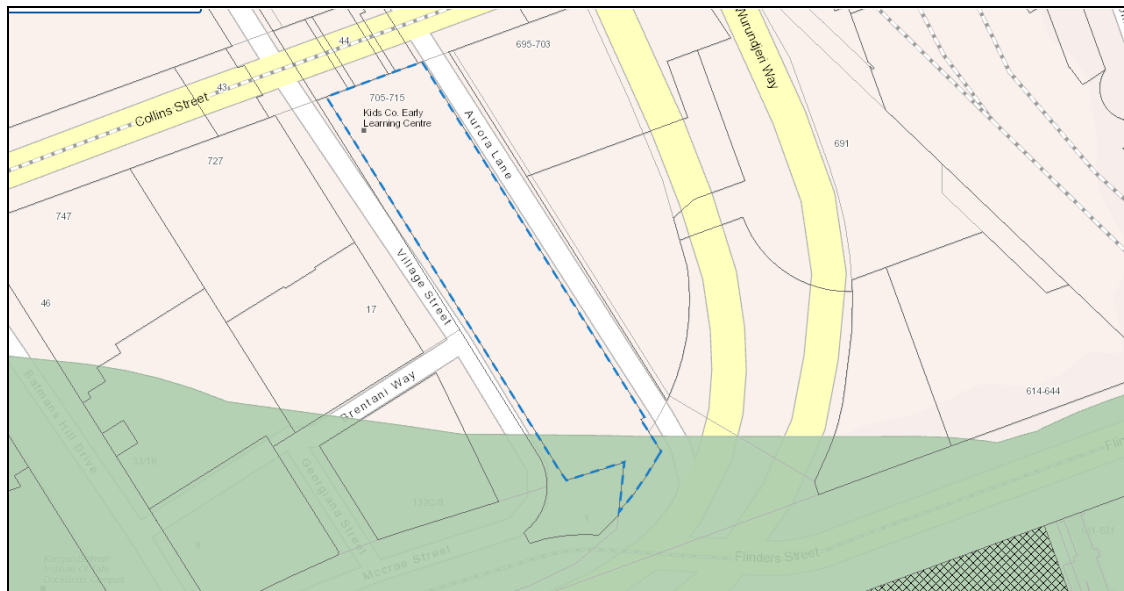 44
43
Collins Street
695-703
Wurundjeri Way
705-715
Kids Co. Early
Learning Centre
Aurora Lane
691
727
747
46
Village Street
17
Brentani Way
614-644
Batmans Hill Drive
Georgiana Street
Mccrae Street
Flinders Street